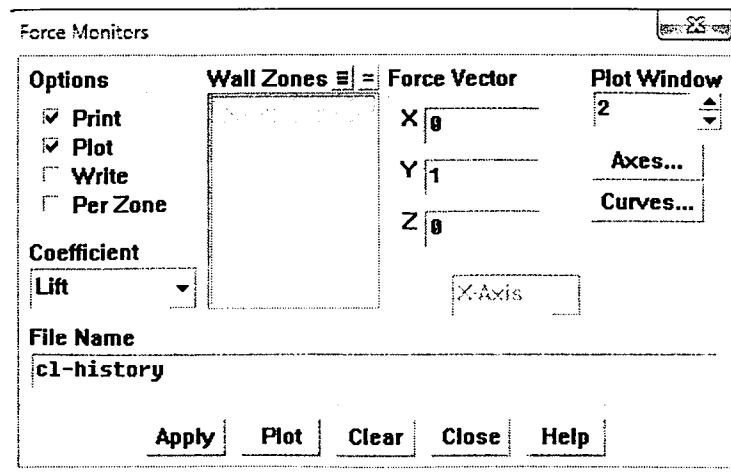 Force Monitors
Options
Print
Plot
Write
Per Zone
Coefficient
Lift
Wall Zones
Force Vector
X 0
Y 1
Z 0
X-Axis
Plot Window
2
Axes...
Curves...
File Name
cl-history
Apply Plot Clear Close Help